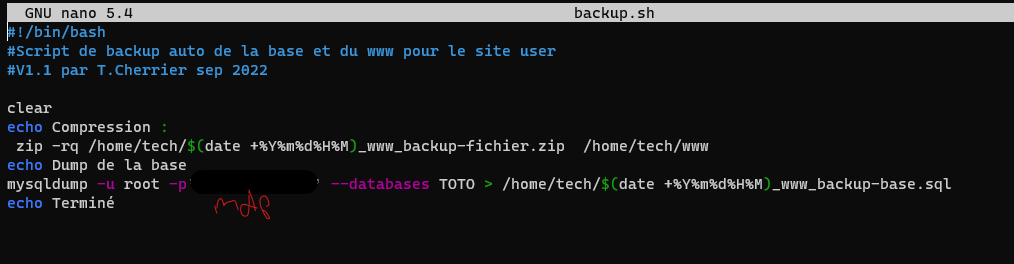 GNU nano 5.4 backup.sh
#!/bin/bash
#Script de backup auto de la base et du www pour le site user
#V1.1 par T.Cherrier sep 2022
clear
echo Compression :
zip -rq /home/tech/$(date +%Y%m%d%H%M)_www_backup-fichier.zip /home/tech/www
echo Dump de la base
mysqldump -u root -p' ' --databases TOTO > /home/tech/$(date +%Y%m%d%H%M)_www_backup-base.sql
echo Terminé
mdp